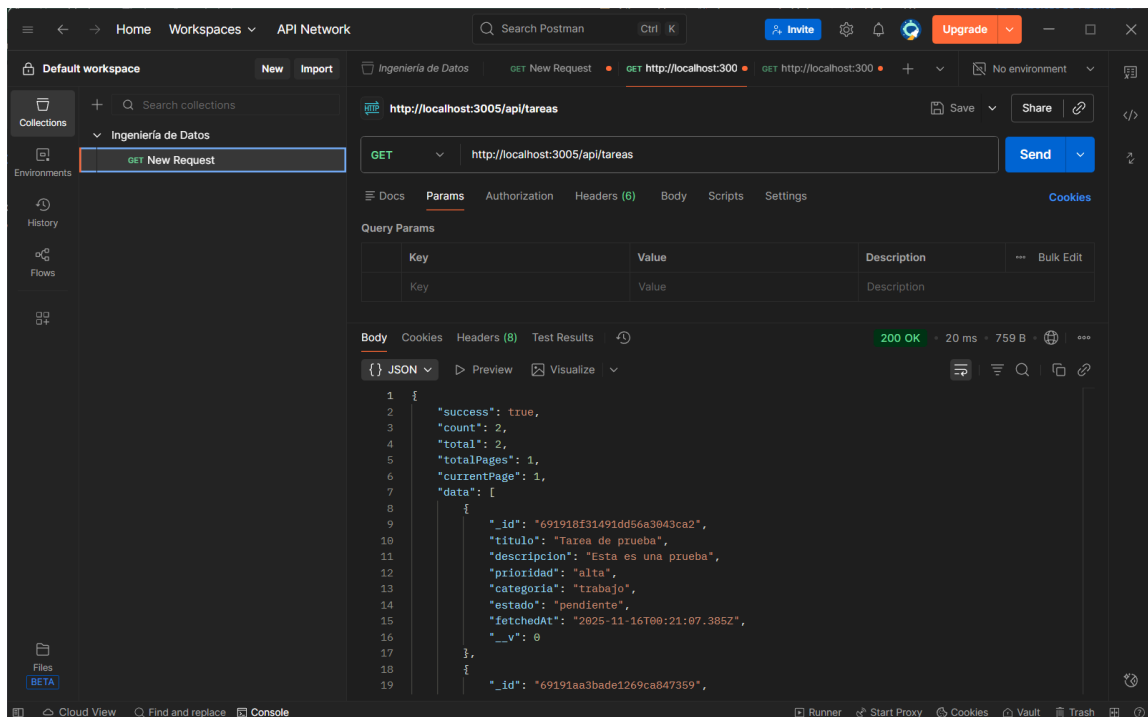 Home Workspaces API Network Search Postman Ctrl K Invite Upgrade
Default workspace New Import Ingeniería de Datos GET New Request GET http://localhost:300 GET http://localhost:300 No environment
Collections Search collections HTTP http://localhost:3005/api/tareas Save Share
Ingeniería de Datos
GET New Request GET http://localhost:3005/api/tareas Send
Environments
Docs Params Authorization Headers (6) Body Scripts Settings Cookies
History
Query Params
Flows
Key Value Description Bulk Edit
Key Value Description
Body Cookies Headers (8) Test Results 200 OK 20 ms 759 B
{} JSON Preview Visualize
1 {
2 "success": true,
3 "count": 2,
4 "total": 2,
5 "totalPages": 1,
6 "currentPage": 1,
7 "data": [
8 {
9 "_id": "691918f31491dd56a3043ca2",
10 "titulo": "Tarea de prueba",
11 "descripcion": "Esta es una prueba",
12 "prioridad": "alta",
13 "categoria": "trabajo",
14 "estado": "pendiente",
15 "fetchedAt": "2025-11-16T00:21:07.385Z",
16 "__v": 0
17 },
18 {
19 "_id": "69191aa3bade1269ca847359",
Files
BETA
Cloud View Find and replace Console Runner Start Proxy Cookies Vault Trash